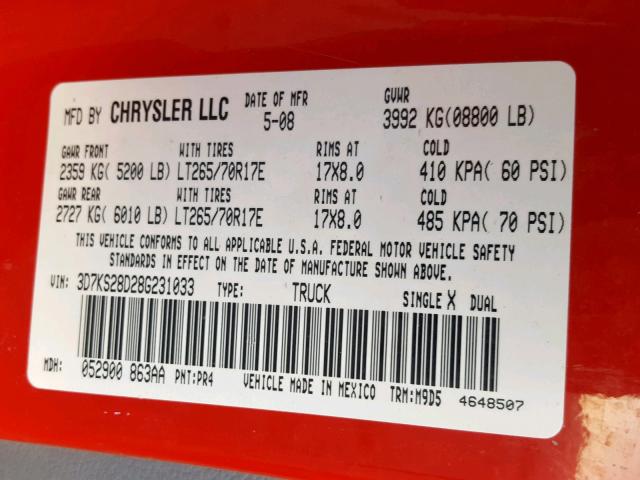 MFD BY CHRYSLER LLC DATE OF MFR 5-08 GVWR 3992 KG(08800 LB)
GAWR FRONT WITH TIRES RIMS AT COLD
2359 KG( 5200 LB) LT265/70R17E 17X8.0 410 KPA( 60 PSI)
GAWR REAR WITH TIRES RIMS AT COLD
2727 KG( 6010 LB) LT265/70R17E 17X8.0 485 KPA( 70 PSI)
THIS VEHICLE CONFORMS TO ALL APPLICABLE U.S.A. FEDERAL MOTOR VEHICLE SAFETY
STANDARDS IN EFFECT ON THE DATE OF MANUFACTURE SHOWN ABOVE.
VIN: 3D7KS28D28G231033 TYPE: TRUCK SINGLE X DUAL
MDH: 052900 863AA PNT:PR4 VEHICLE MADE IN MEXICO TRM:M9D5 4648507